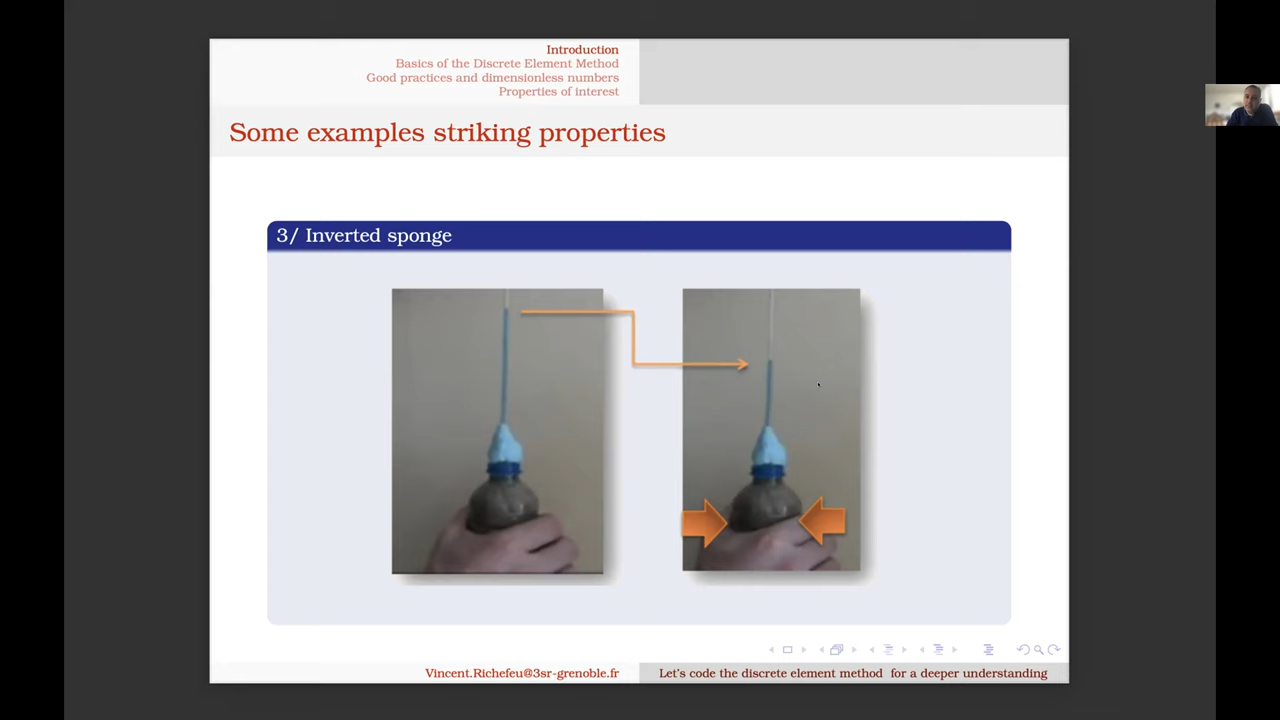 Introduction
Basics of the Discrete Element Method
Good practices and dimensionless numbers
Properties of interest
Some examples striking properties
3/ Inverted sponge
Vincent.Richefeu@3sr-grenoble.fr
Let's code the discrete element method for a deeper understanding